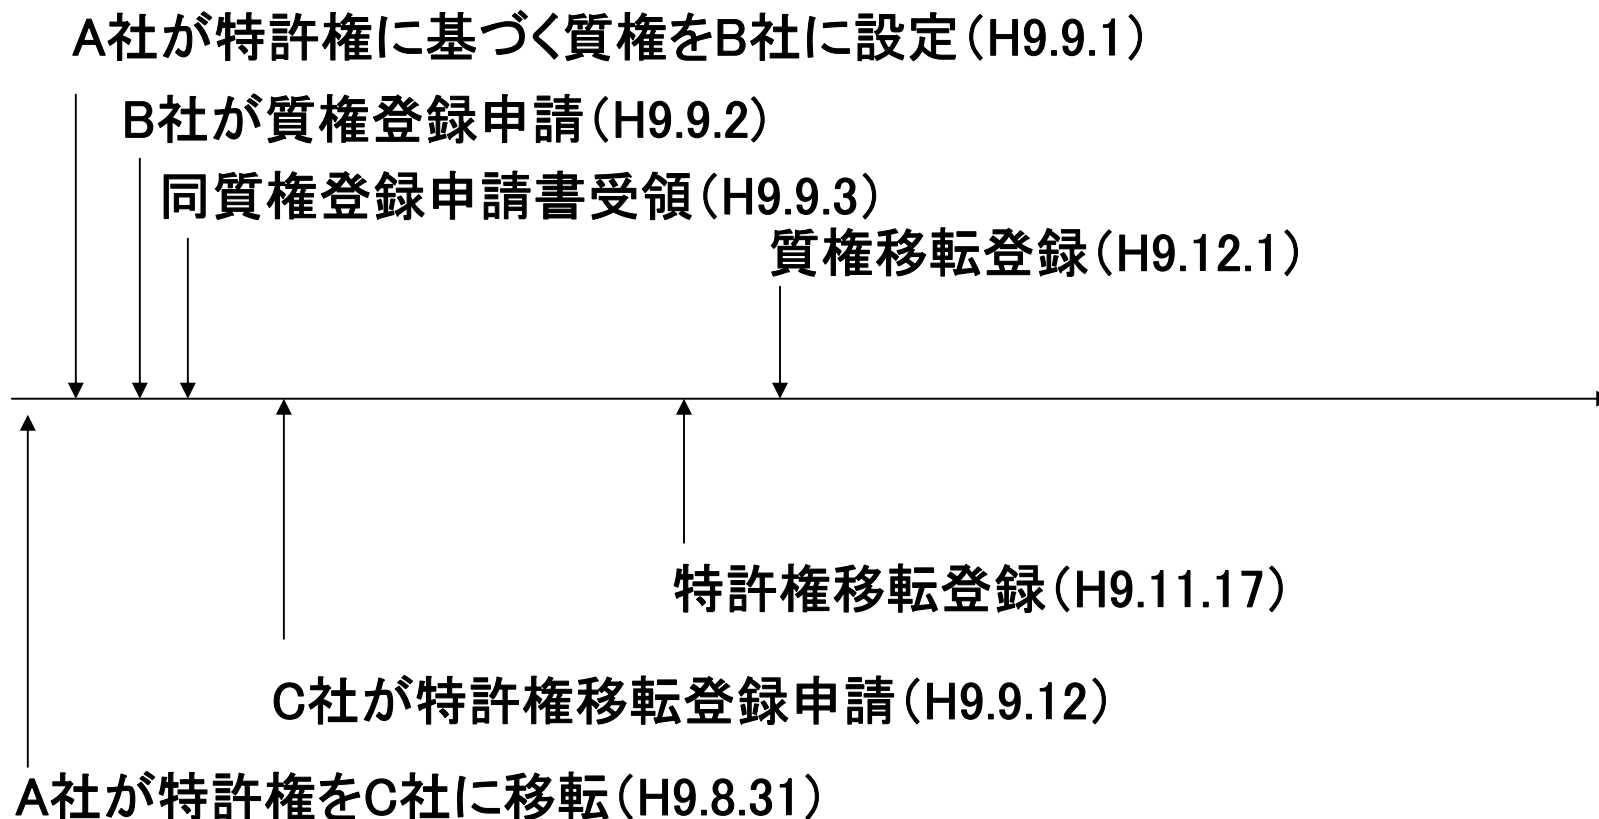 A社が特許権に基づく質権をB社に設定(H9.9.1)
B社が質権登録申請(H9.9.2)
同質権登録申請書受領(H9.9.3)
質権移転登録(H9.12.1)
特許権移転登録(H9.11.17)
C社が特許権移転登録申請(H9.9.12)
A社が特許権をC社に移転(H9.8.31)